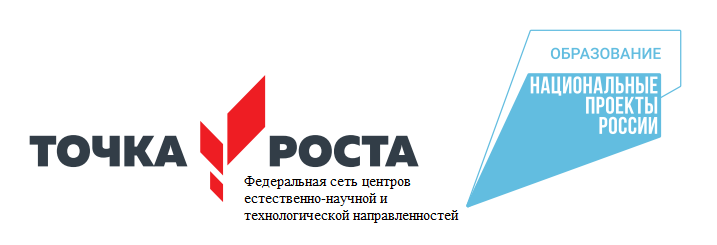 ТОЧКА РОСТА
Федеральная сеть центров
естественно-научной и
технологической направленностей
ОБРАЗОВАНИЕ
НАЦИОНАЛЬНЫЕ
ПРОЕКТЫ
РОССИИ